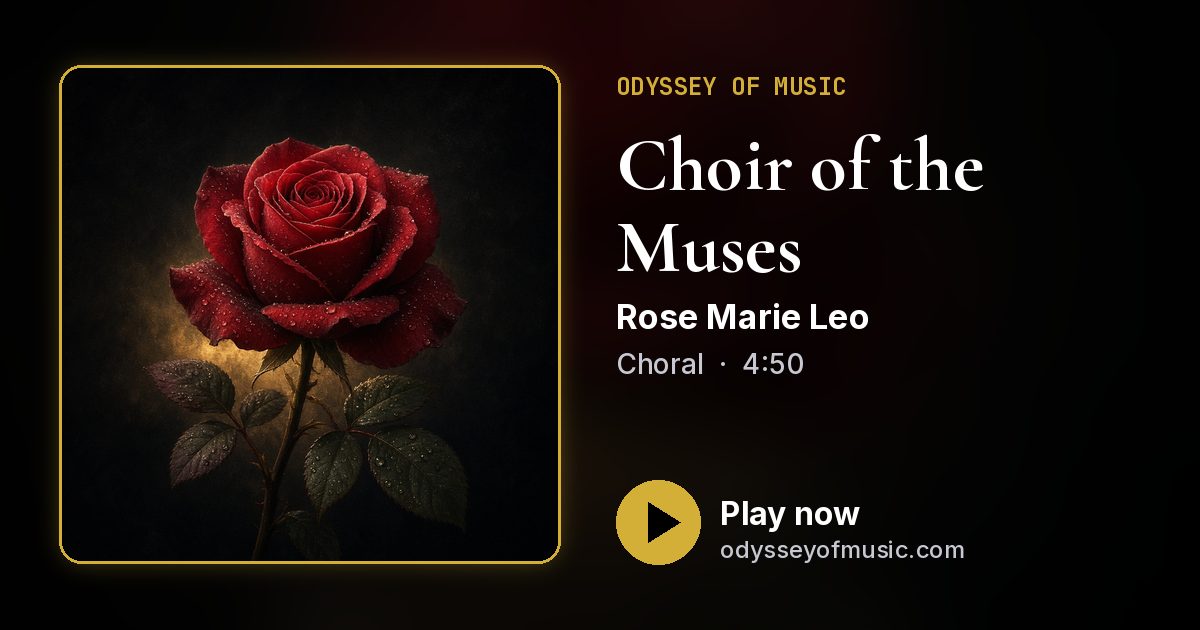 ODYSSEY OF MUSIC
Choir of the
Muses
Rose Marie Leo
Choral · 4:50
Play now
odysseyofmusic.com